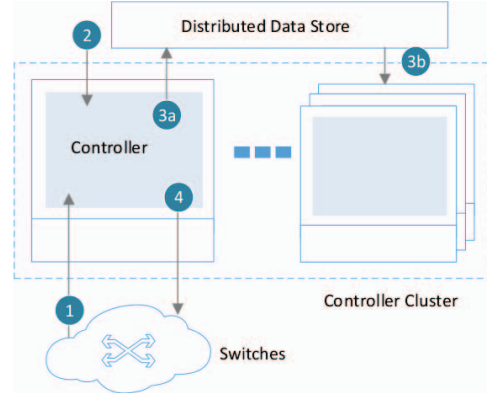 Distributed Data Store
2
3b
3a
Controller
4
Controller Cluster
1
Switches